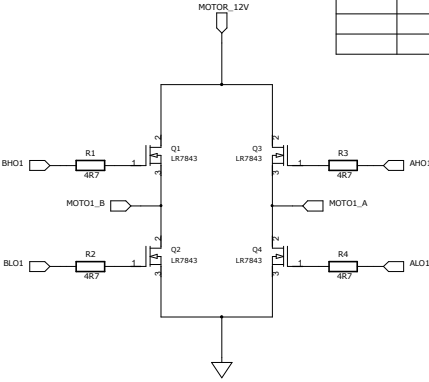 MOTOR_12V
R1
4R7
BHO1
1
2
3
Q1
LR7843
Q3
LR7843
2
3
1
R3
4R7
AHO1
MOTO1_B
MOTO1_A
R2
4R7
BLO1
1
2
3
Q2
LR7843
Q4
LR7843
2
3
1
R4
4R7
ALO1